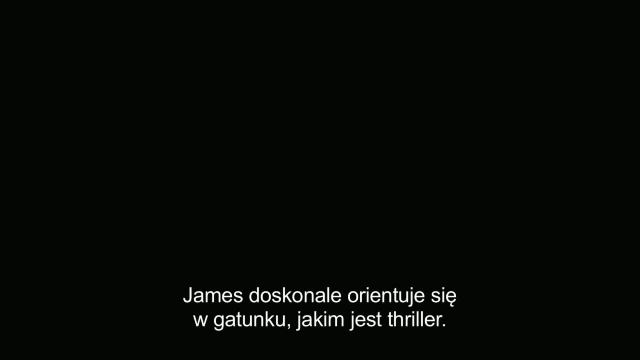 James doskonale orientuje się
w gatunku, jakim jest thriller.